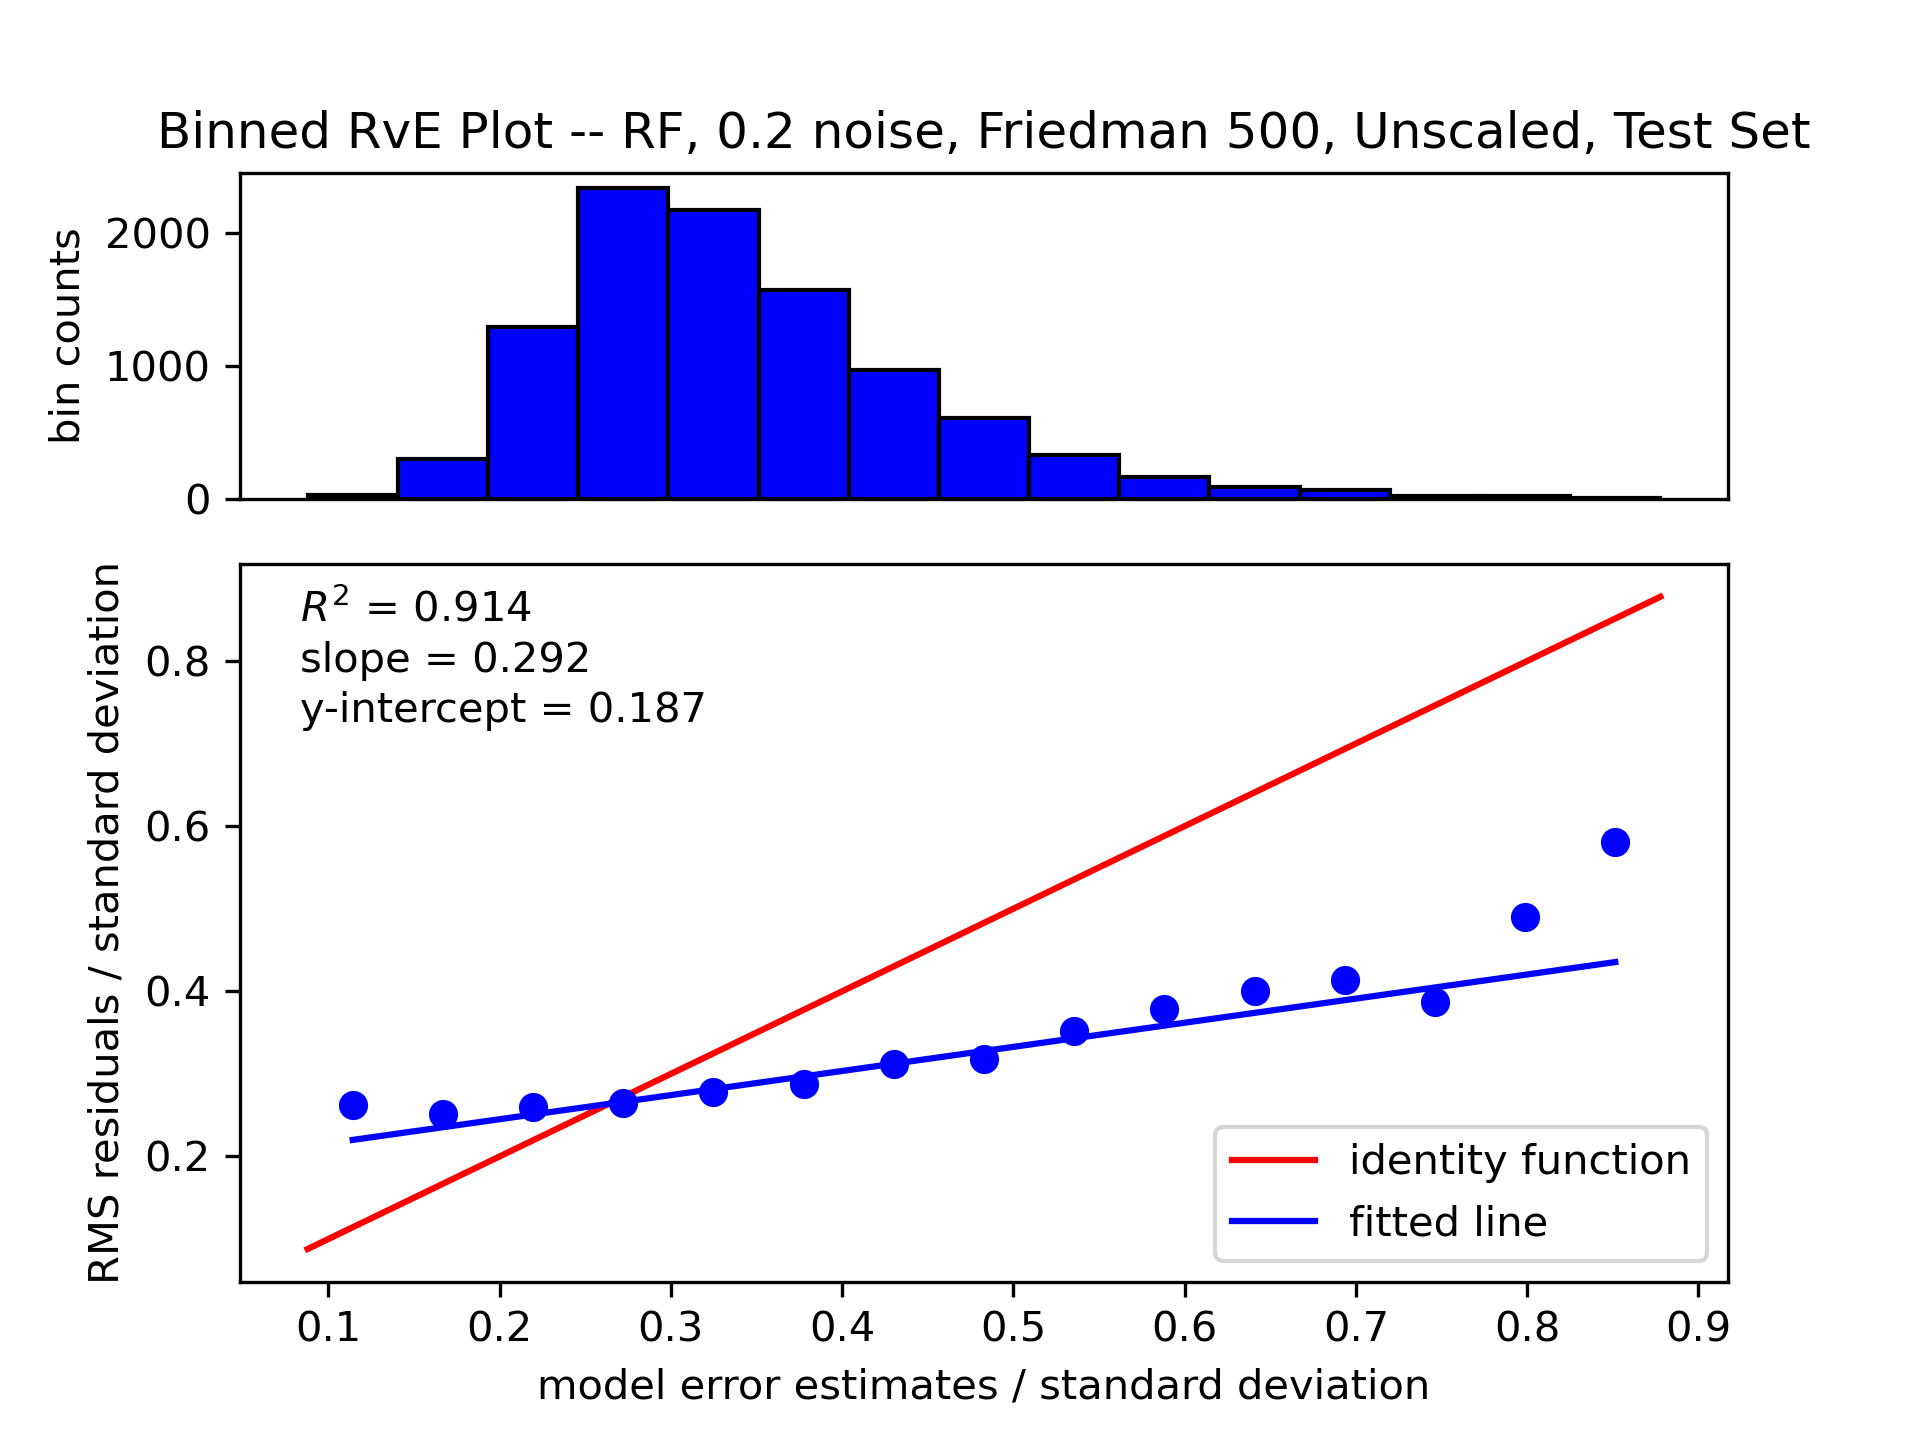 Binned RvE Plot -- RF, 0.2 noise, Friedman 500, Unscaled, Test Set
bin counts
2000
1000
0
RMS residuals / standard deviation
0.8
0.6
0.4
0.2
R² = 0.914
slope = 0.292
y-intercept = 0.187
identity function
fitted line
0.1 0.2 0.3 0.4 0.5 0.6 0.7 0.8 0.9
model error estimates / standard deviation